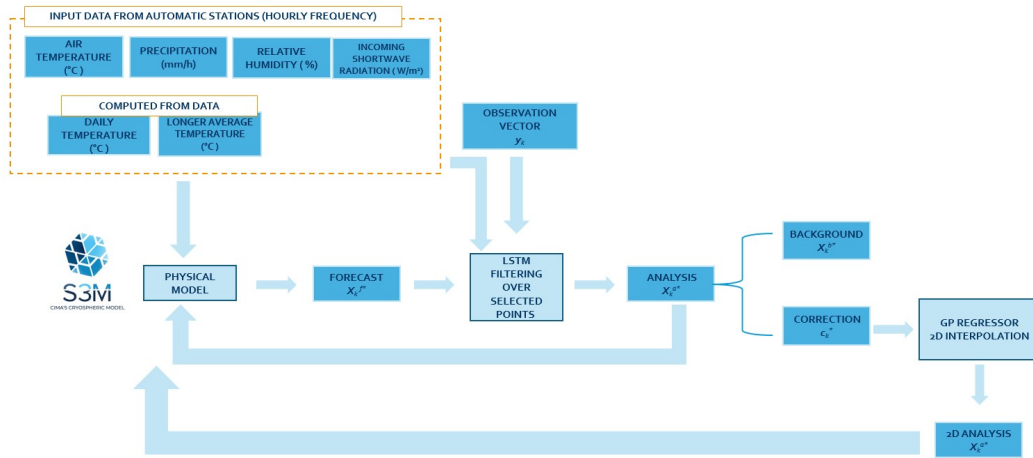 INPUT DATA FROM AUTOMATIC STATIONS (HOURLY FREQUENCY)
AIR
TEMPERATURE
(°C)
PRECIPITATION
(mm/h)
RELATIVE
HUMIDITY (%)
INCOMING
SHORTWAVE
RADIATION (W/m²)
COMPUTED FROM DATA
DAILY
TEMPERATURE
(°C)
LONGER AVERAGE
TEMPERATURE
(°C)
OBSERVATION
VECTOR
yₖ
S3M
CIMA'S CRYOSPHERIC MODEL
PHYSICAL
MODEL
FORECAST
Xₖᶠ*
LSTM
FILTERING
OVER
SELECTED
POINTS
ANALYSIS
Xₖᵃ*
BACKGROUND
Xₖᵇ*
CORRECTION
cₖ*
GP REGRESSOR
2D INTERPOLATION
2D ANALYSIS
Xₖᵃ*